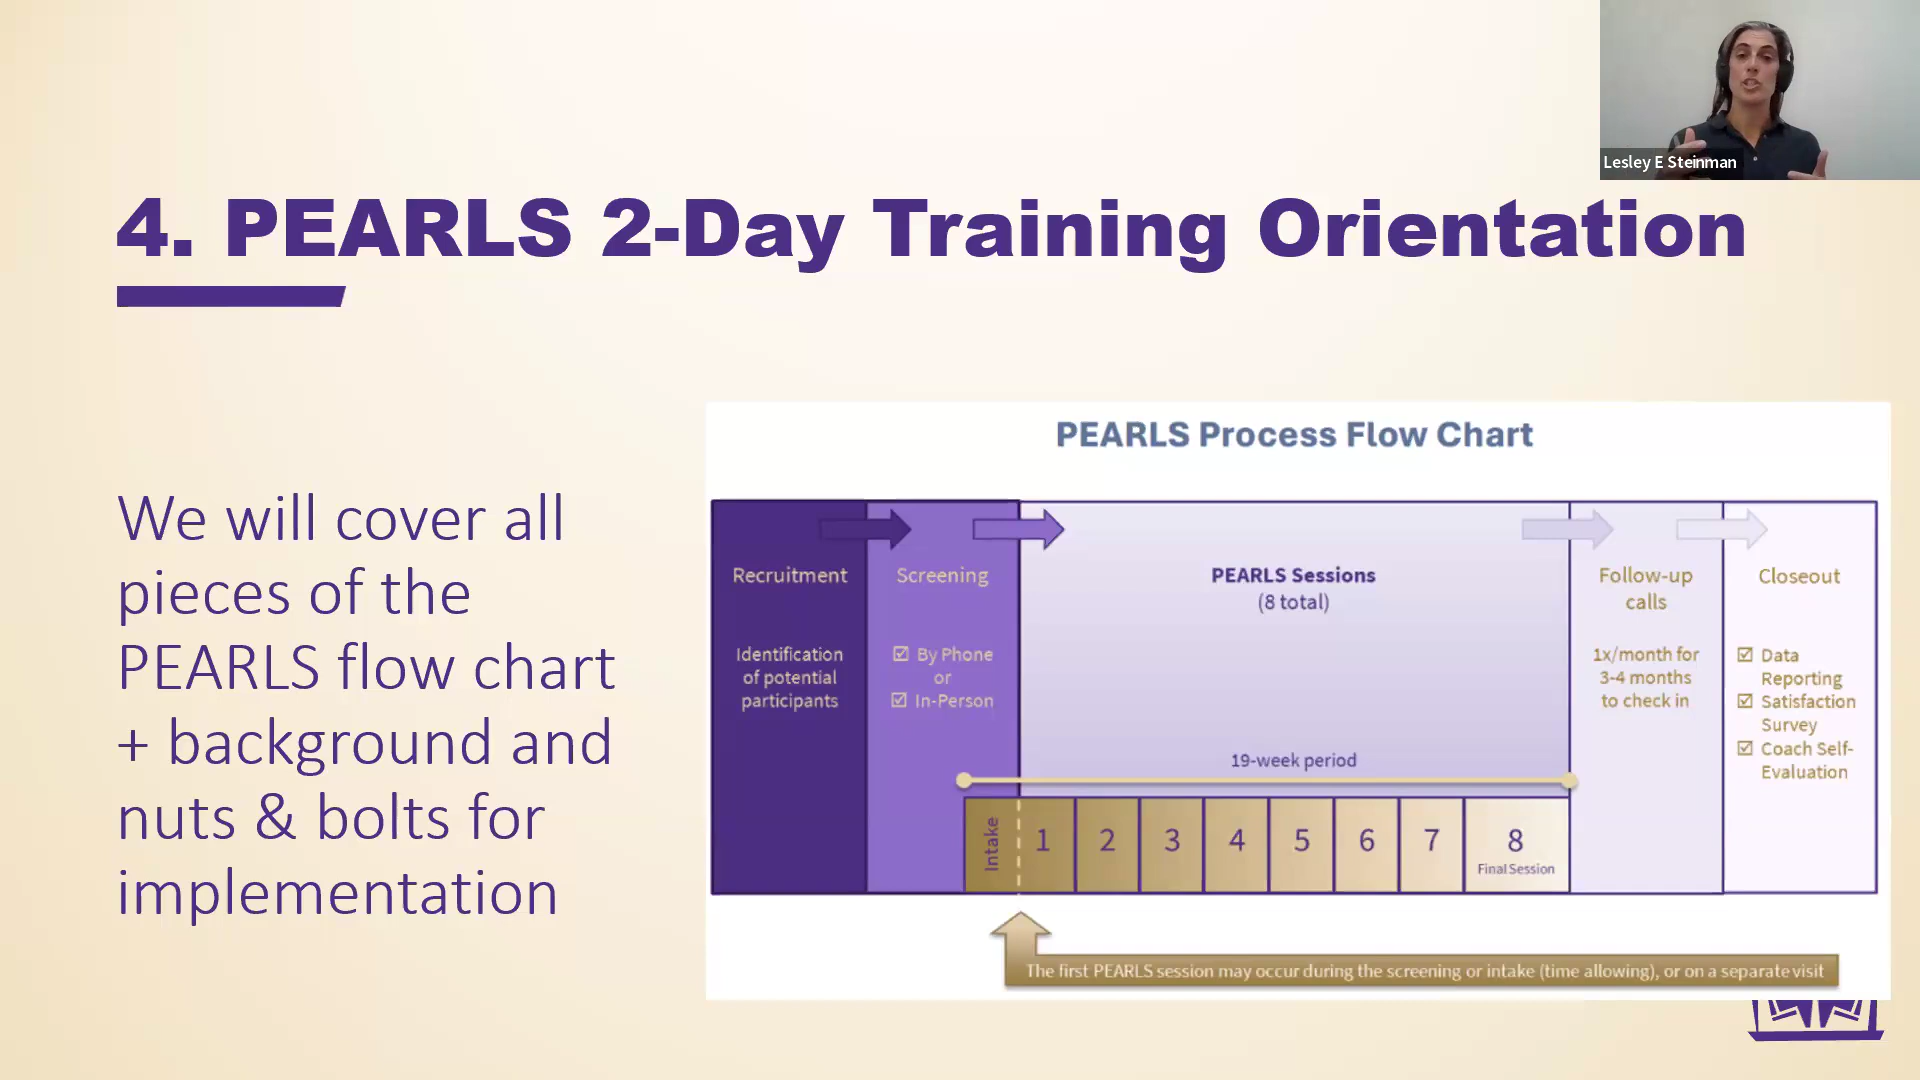 Lesley E Steinman
4. PEARLS 2-Day Training Orientation
We will cover all
pieces of the
PEARLS flow chart
+ background and
nuts & bolts for
implementation
PEARLS Process Flow Chart
Recruitment
Identification
of potential
participants
Screening
☑ By Phone
or
☑ In-Person
PEARLS Sessions
(8 total)
19-week period
Intake
1
2
3
4
5
6
7
8
Final Session
Follow-up
calls
1x/month for
3-4 months
to check in
Closeout
☑ Data
Reporting
☑ Satisfaction
Survey
☑ Coach Self-
Evaluation
The first PEARLS session may occur during the screening or intake (time allowing), or on a separate visit